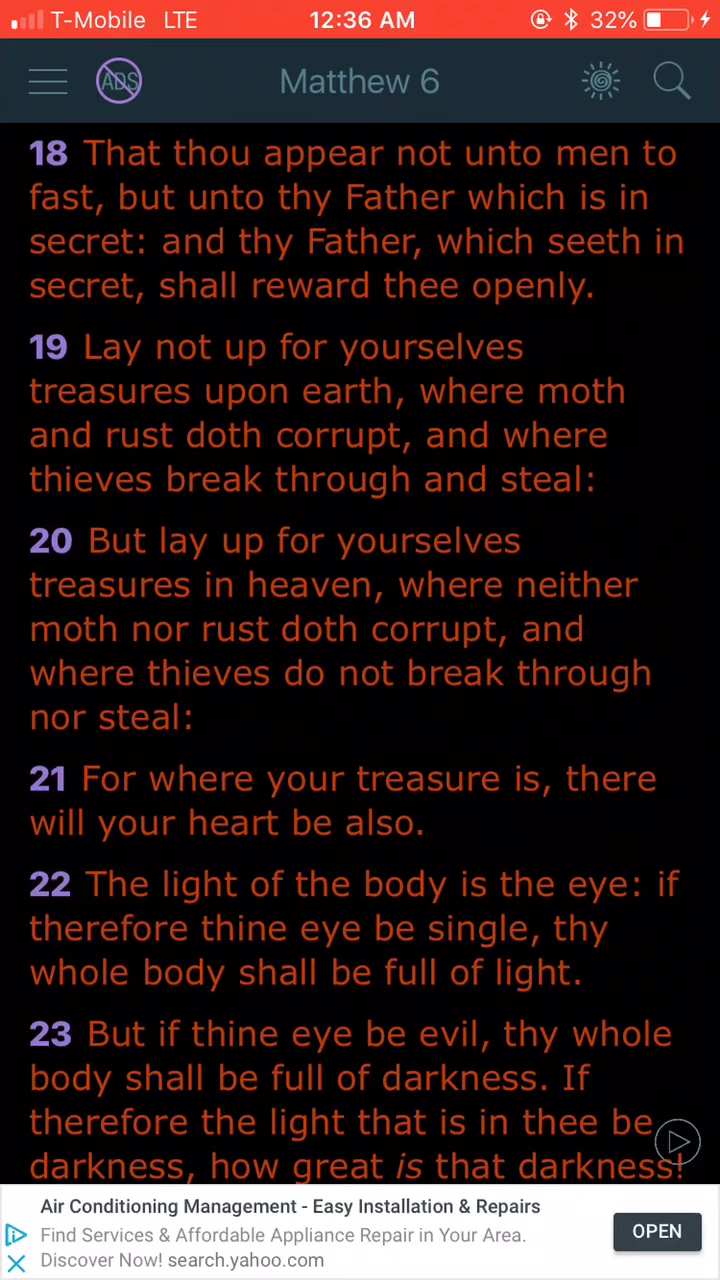 T-Mobile LTE 12:36 AM 32%
ADS Matthew 6
18 That thou appear not unto men to
fast, but unto thy Father which is in
secret: and thy Father, which seeth in
secret, shall reward thee openly.
19 Lay not up for yourselves
treasures upon earth, where moth
and rust doth corrupt, and where
thieves break through and steal:
20 But lay up for yourselves
treasures in heaven, where neither
moth nor rust doth corrupt, and
where thieves do not break through
nor steal:
21 For where your treasure is, there
will your heart be also.
22 The light of the body is the eye: if
therefore thine eye be single, thy
whole body shall be full of light.
23 But if thine eye be evil, thy whole
body shall be full of darkness. If
therefore the light that is in thee be
darkness, how great is that darkness!
Air Conditioning Management - Easy Installation & Repairs
Find Services & Affordable Appliance Repair in Your Area.
Discover Now! search.yahoo.com
OPEN